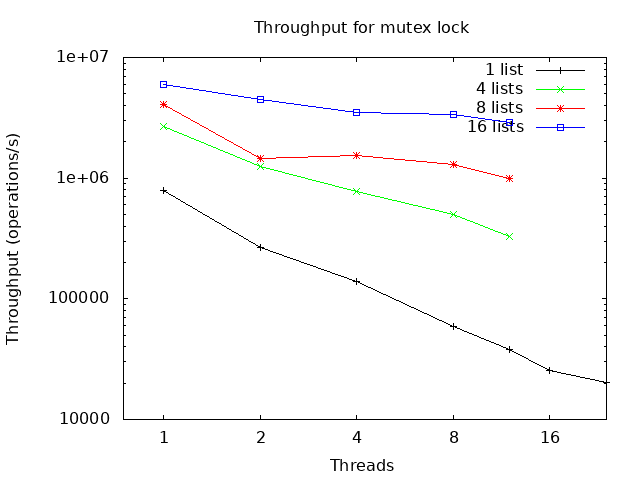 Throughput for mutex lock
1e+07
1e+06
100000
10000
Throughput (operations/s)
1 list
4 lists
8 lists
16 lists
1 2 4 8 16
Threads